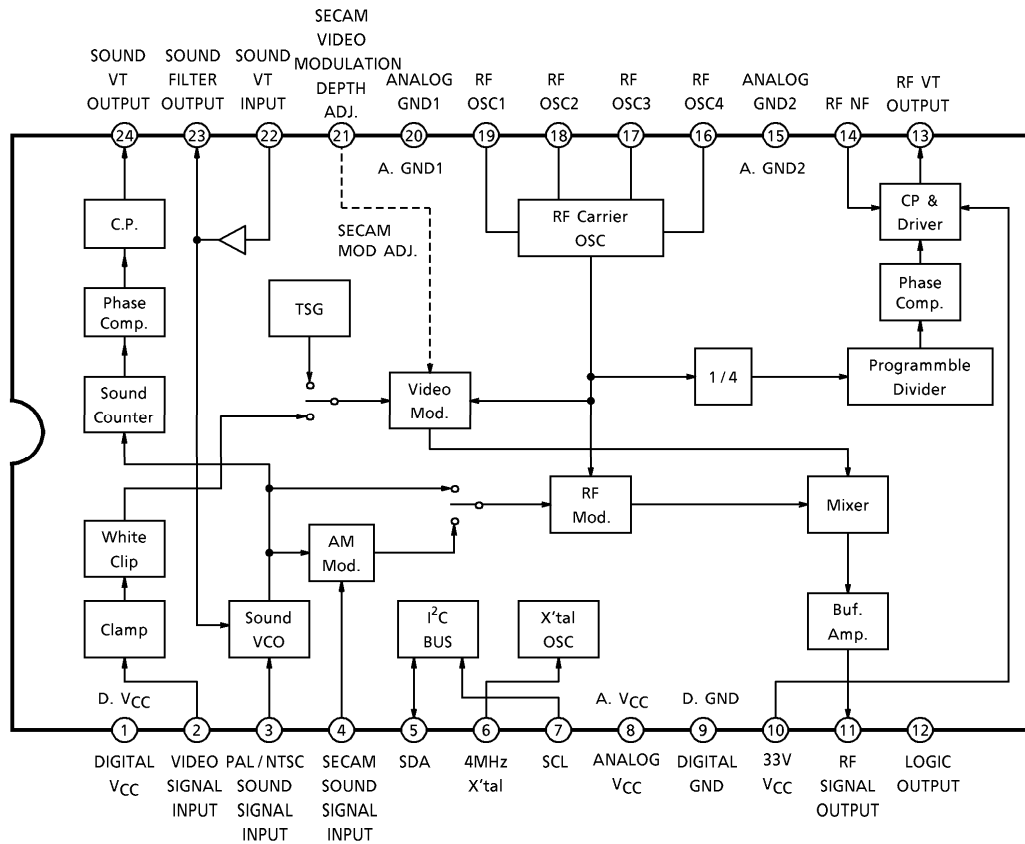 SOUND
VT
OUTPUT
SOUND
FILTER
OUTPUT
SOUND
VT
INPUT
SECAM
VIDEO
MODULATION
DEPTH
ADJ.
ANALOG
GND1
RF
OSC1
RF
OSC2
RF
OSC3
RF
OSC4
ANALOG
GND2
RF NF
RF VT
OUTPUT
24
23
22
21
20
19
18
17
16
15
14
13
A. GND1
A. GND2
C.P.
SECAM
MOD ADJ.
RF Carrier
OSC
CP &
Driver
TSG
Phase
Comp.
Phase
Comp.
Sound
Counter
Video
Mod.
1/4
Programmble
Divider
White
Clip
AM
Mod.
RF
Mod.
Mixer
Clamp
Sound
VCO
I²C
BUS
X'tal
OSC
Buf.
Amp.
D. VCC
A. VCC
D. GND
1
2
3
4
5
6
7
8
9
10
11
12
DIGITAL
VCC
VIDEO
SIGNAL
INPUT
PAL/NTSC
SOUND
SIGNAL
INPUT
SECAM
SOUND
SIGNAL
INPUT
SDA
4MHz
X'tal
SCL
ANALOG
VCC
DIGITAL
GND
33V
VCC
RF
SIGNAL
OUTPUT
LOGIC
OUTPUT